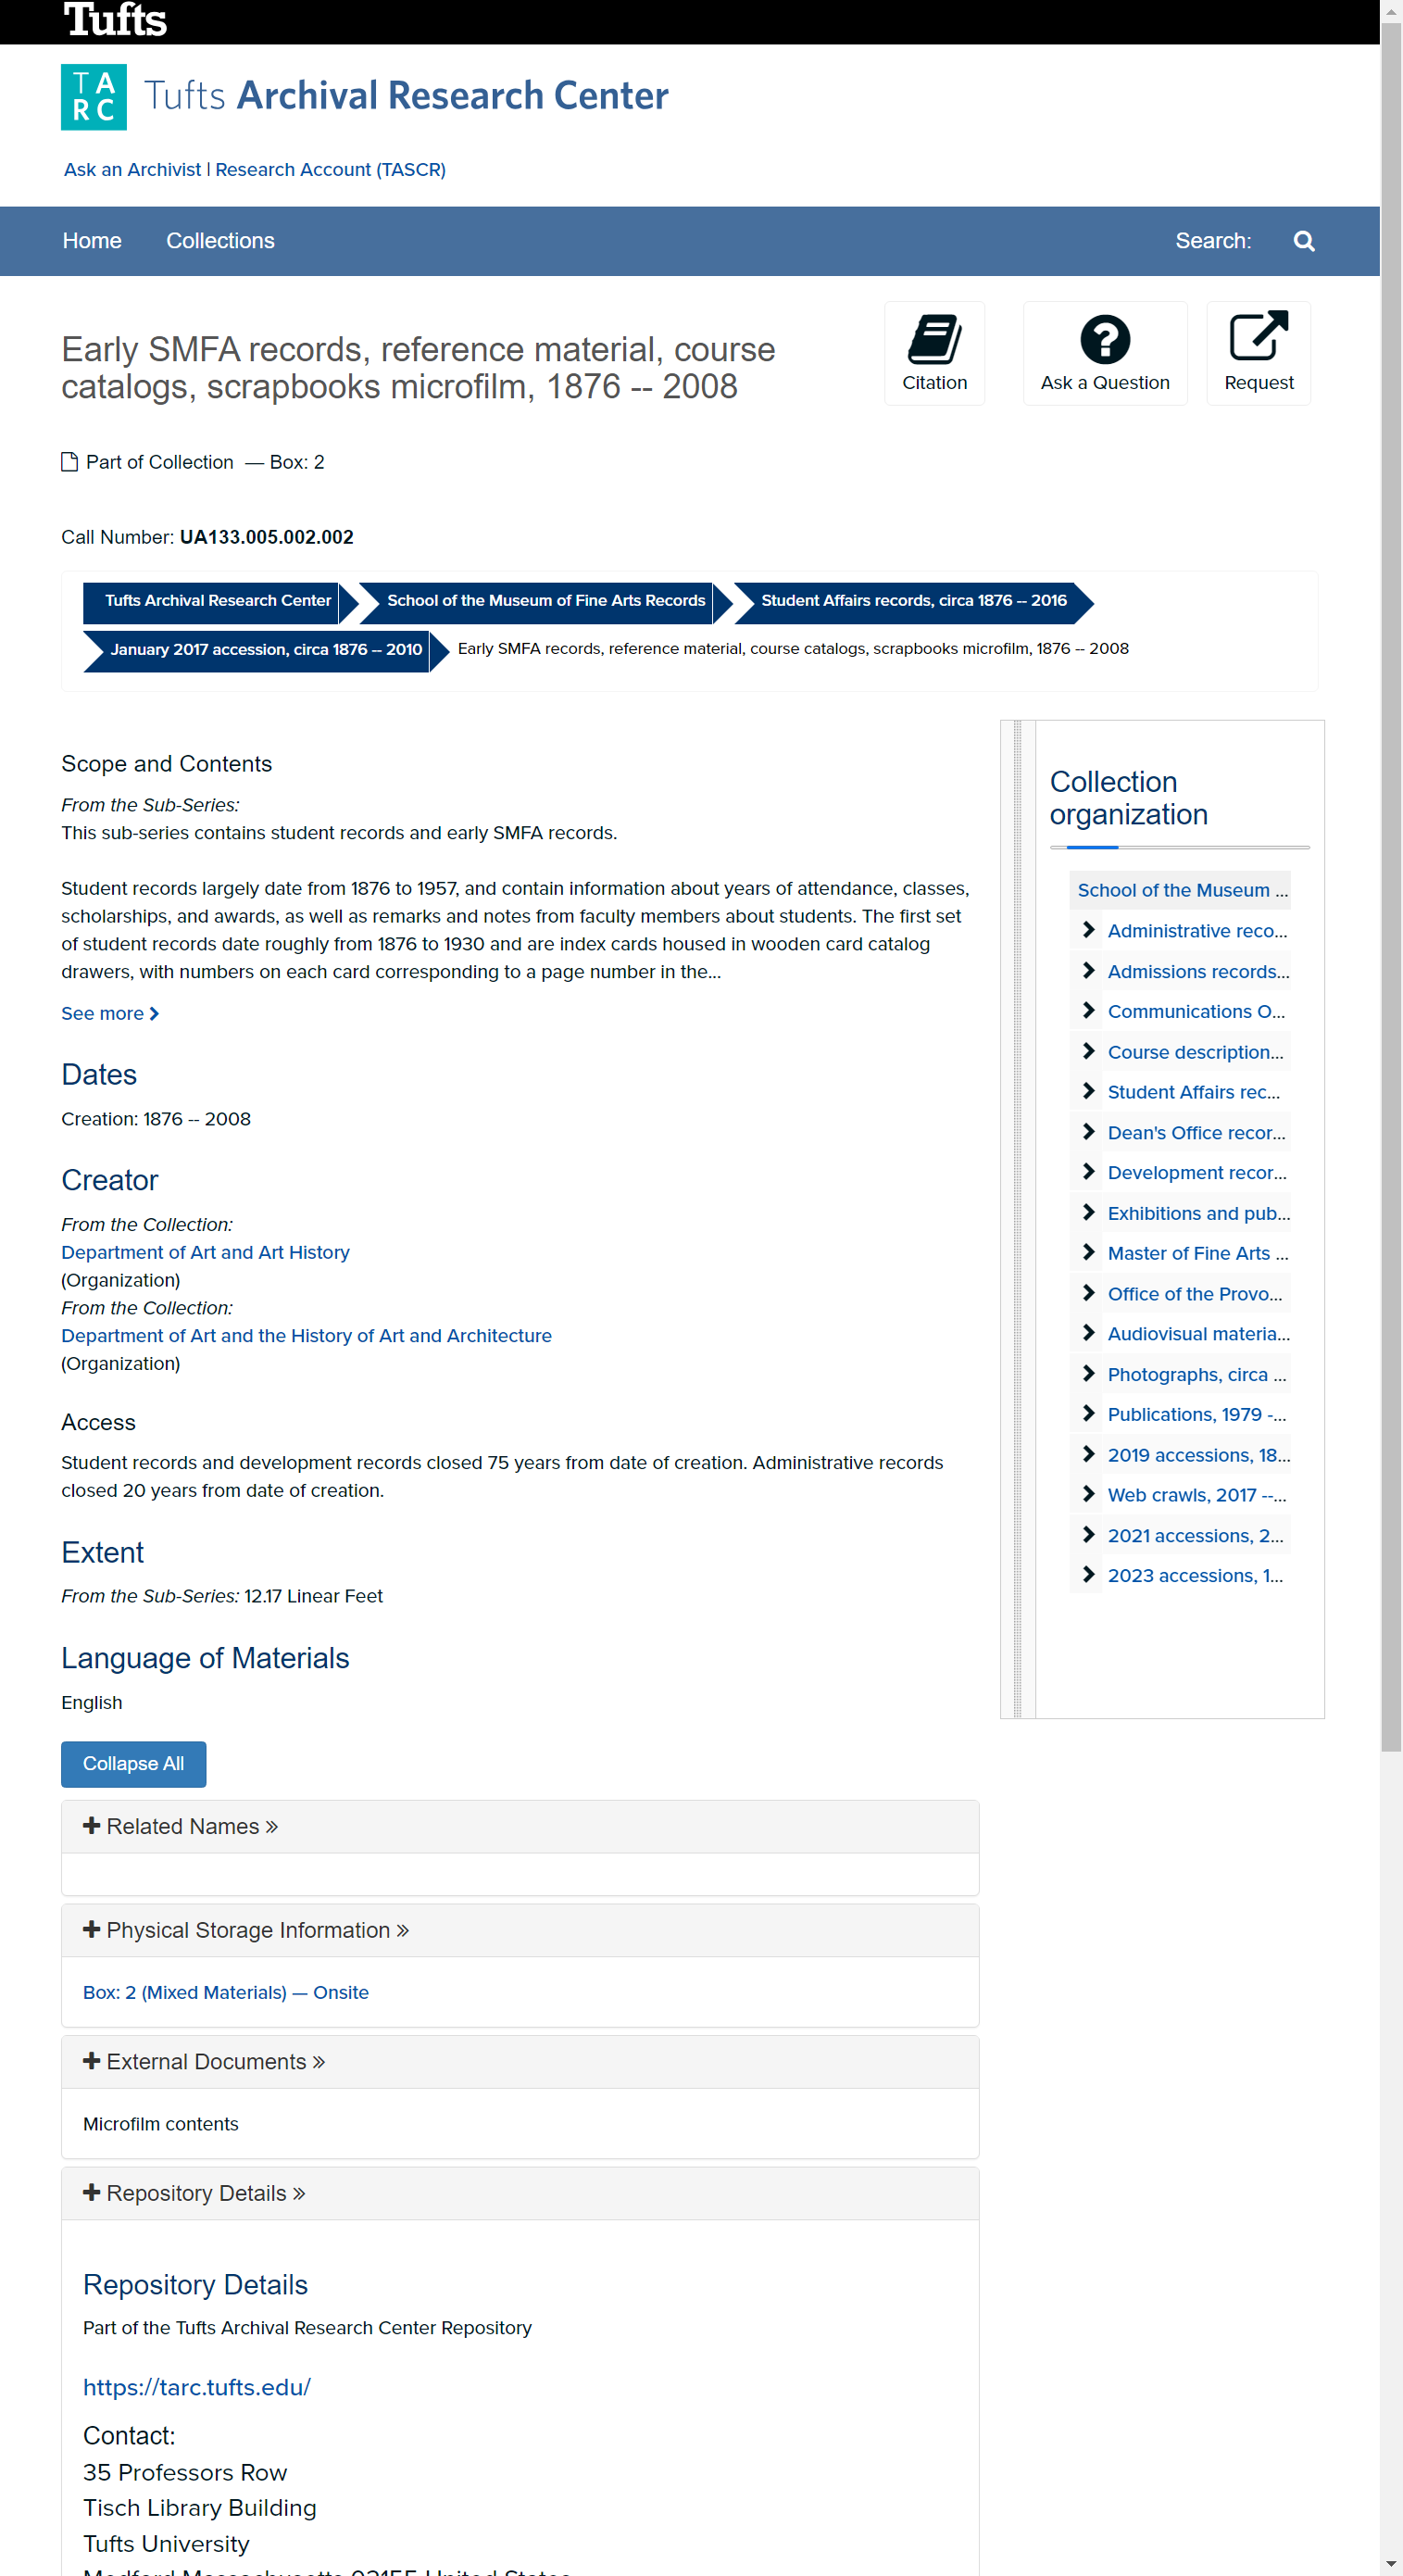 Tufts
TA
RC
Tufts Archival Research Center
Ask an Archivist | Research Account (TASCR)
Home Collections Search:
Early SMFA records, reference material, course
catalogs, scrapbooks microfilm, 1876 -- 2008
Citation
Ask a Question
Request
Part of Collection — Box: 2
Call Number: UA133.005.002.002
Tufts Archival Research Center School of the Museum of Fine Arts Records Student Affairs records, circa 1876 -- 2016
January 2017 accession, circa 1876 -- 2010 Early SMFA records, reference material, course catalogs, scrapbooks microfilm, 1876 -- 2008
Scope and Contents
From the Sub-Series:
This sub-series contains student records and early SMFA records.
Student records largely date from 1876 to 1957, and contain information about years of attendance, classes,
scholarships, and awards, as well as remarks and notes from faculty members about students. The first set
of student records date roughly from 1876 to 1930 and are index cards housed in wooden card catalog
drawers, with numbers on each card corresponding to a page number in the...
See more
Dates
Creation: 1876 -- 2008
Creator
From the Collection:
Department of Art and Art History
(Organization)
From the Collection:
Department of Art and the History of Art and Architecture
(Organization)
Access
Student records and development records closed 75 years from date of creation. Administrative records
closed 20 years from date of creation.
Extent
From the Sub-Series: 12.17 Linear Feet
Language of Materials
English
Collapse All
Related Names »
Physical Storage Information »
Box: 2 (Mixed Materials) — Onsite
External Documents »
Microfilm contents
Repository Details »
Repository Details
Part of the Tufts Archival Research Center Repository
https://tarc.tufts.edu/
Contact:
35 Professors Row
Tisch Library Building
Tufts University
Medford Massachusetts 02155 United States
Collection
organization
School of the Museum ...
Administrative reco...
Admissions records...
Communications O...
Course description...
Student Affairs rec...
Dean's Office recor...
Development recor...
Exhibitions and pub...
Master of Fine Arts ...
Office of the Provo...
Audiovisual materia...
Photographs, circa ...
Publications, 1979 -...
2019 accessions, 18...
Web crawls, 2017 --...
2021 accessions, 2...
2023 accessions, 1...